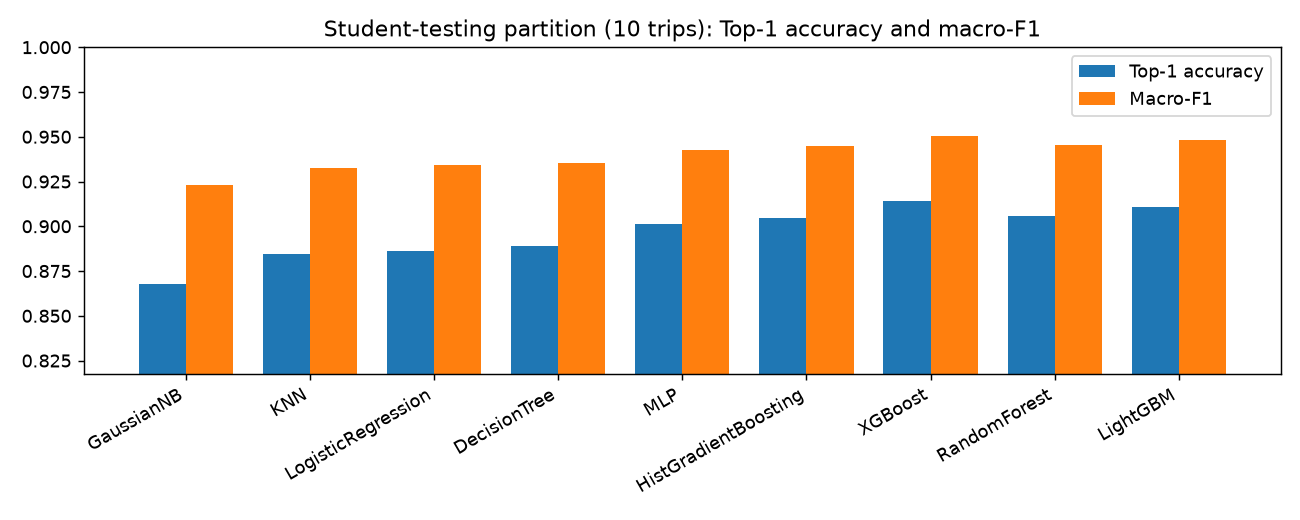 Student-testing partition (10 trips): Top-1 accuracy and macro-F1
1.000
0.975
0.950
0.925
0.900
0.875
0.850
0.825
Top-1 accuracy
Macro-F1
GaussianNB
KNN
LogisticRegression
DecisionTree
MLP
HistGradientBoosting
XGBoost
RandomForest
LightGBM